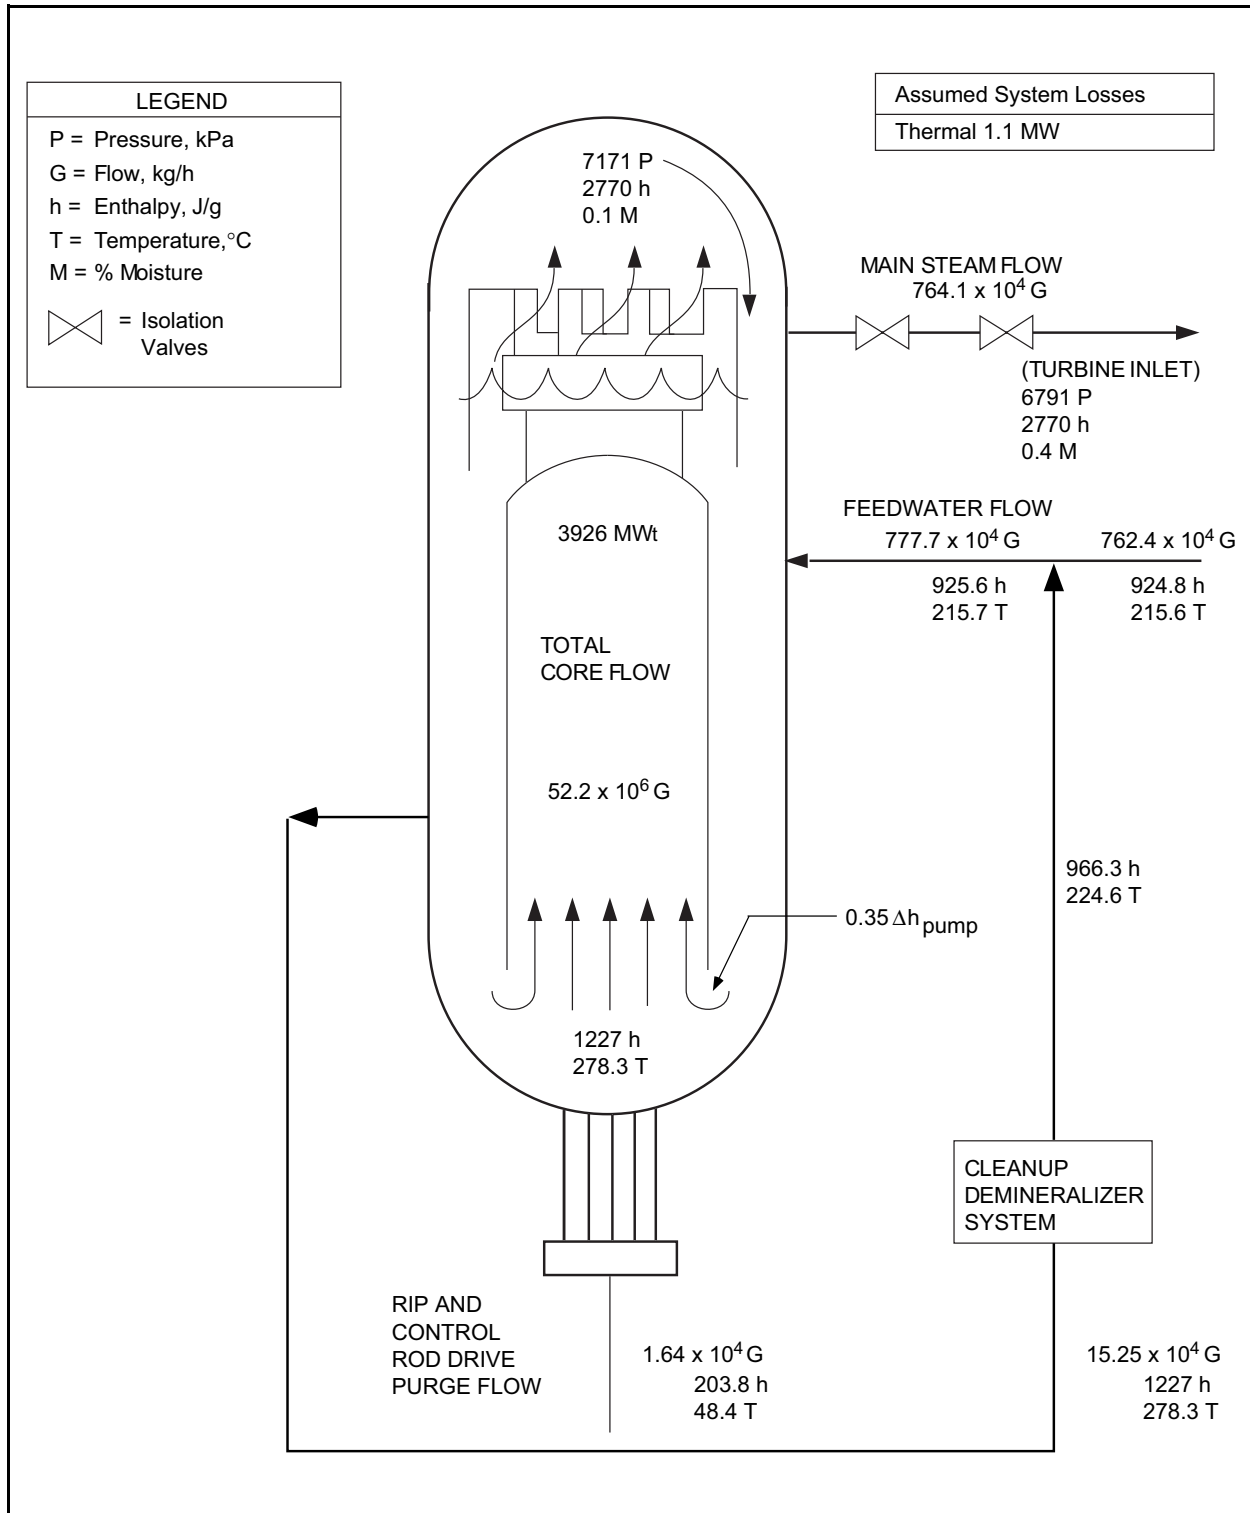 LEGEND
P = Pressure, kPa
G = Flow, kg/h
h = Enthalpy, J/g
T = Temperature,°C
M = % Moisture
= Isolation
Valves
Assumed System Losses
Thermal 1.1 MW
7171 P
2770 h
0.1 M
MAIN STEAM FLOW
764.1 x 10⁴ G
(TURBINE INLET)
6791 P
2770 h
0.4 M
FEEDWATER FLOW
777.7 x 10⁴ G
762.4 x 10⁴ G
925.6 h
215.7 T
924.8 h
215.6 T
3926 MWt
TOTAL
CORE FLOW
52.2 x 10⁶ G
966.3 h
224.6 T
0.35 Δh pump
1227 h
278.3 T
CLEANUP
DEMINERALIZER
SYSTEM
RIP AND
CONTROL
ROD DRIVE
PURGE FLOW
1.64 x 10⁴ G
203.8 h
48.4 T
15.25 x 10⁴ G
1227 h
278.3 T